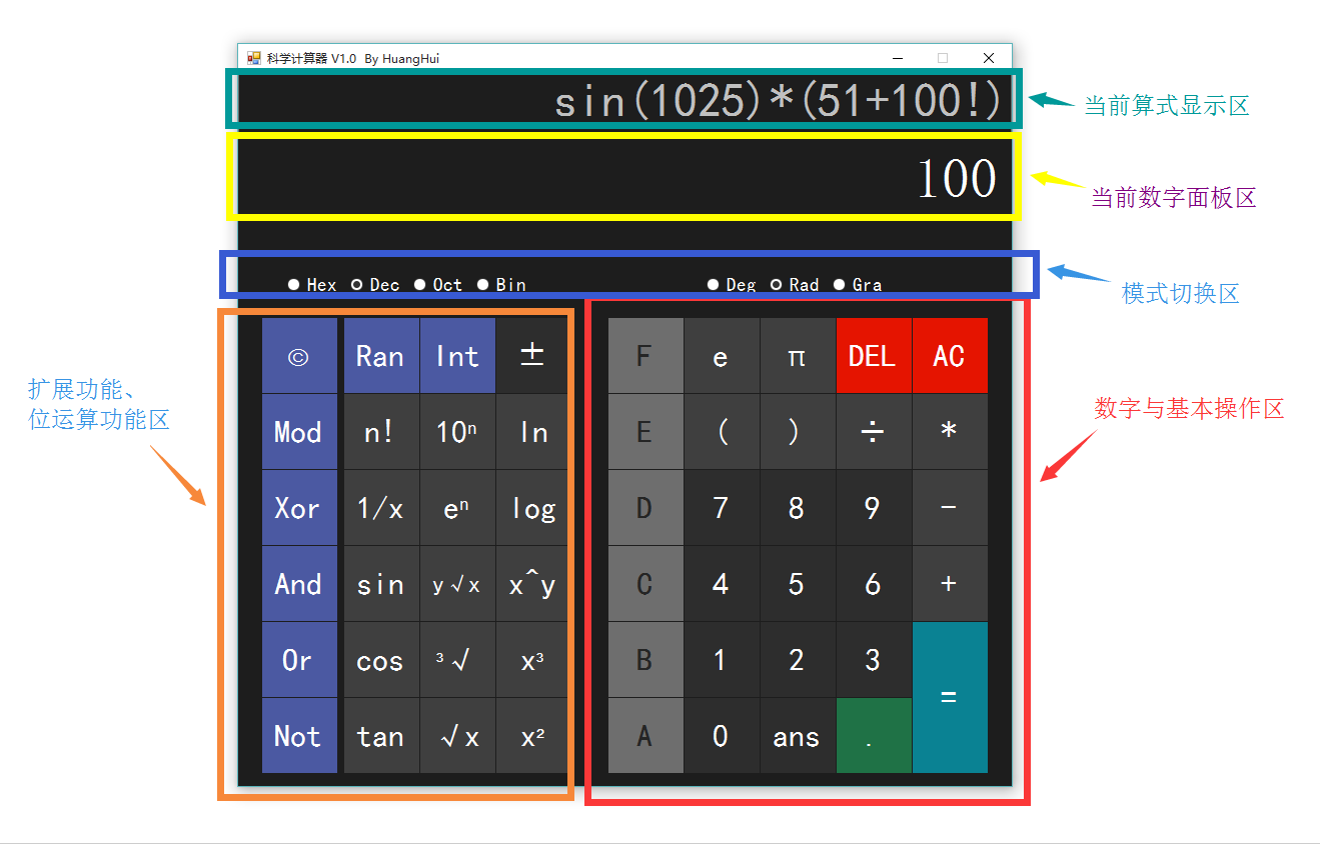 科学计算器 V1.0 By HuangHui
sin(1025)*(51+100!)
当前算式显示区
100
当前数字面板区
Hex Dec Oct Bin Deg Rad Gra
模式切换区
扩展功能、
位运算功能区
数字与基本操作区
© Ran Int ± F e π DEL AC
Mod n! 10ⁿ ln E ( ) ÷ *
Xor 1/x eⁿ log D 7 8 9 -
And sin y√x x^y C 4 5 6 +
Or cos ³√ x³ B 1 2 3 =
Not tan √x x² A 0 ans .